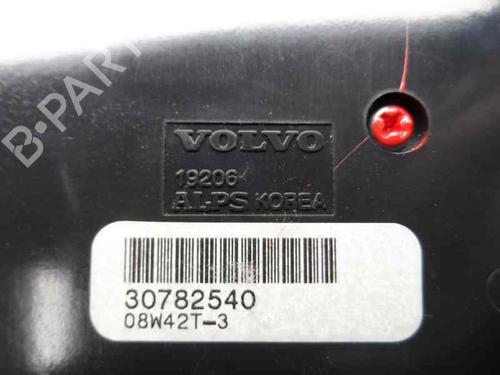 B-PARTS
VOLVO
19206
ALPS KOREA
30782540
08W42T-3